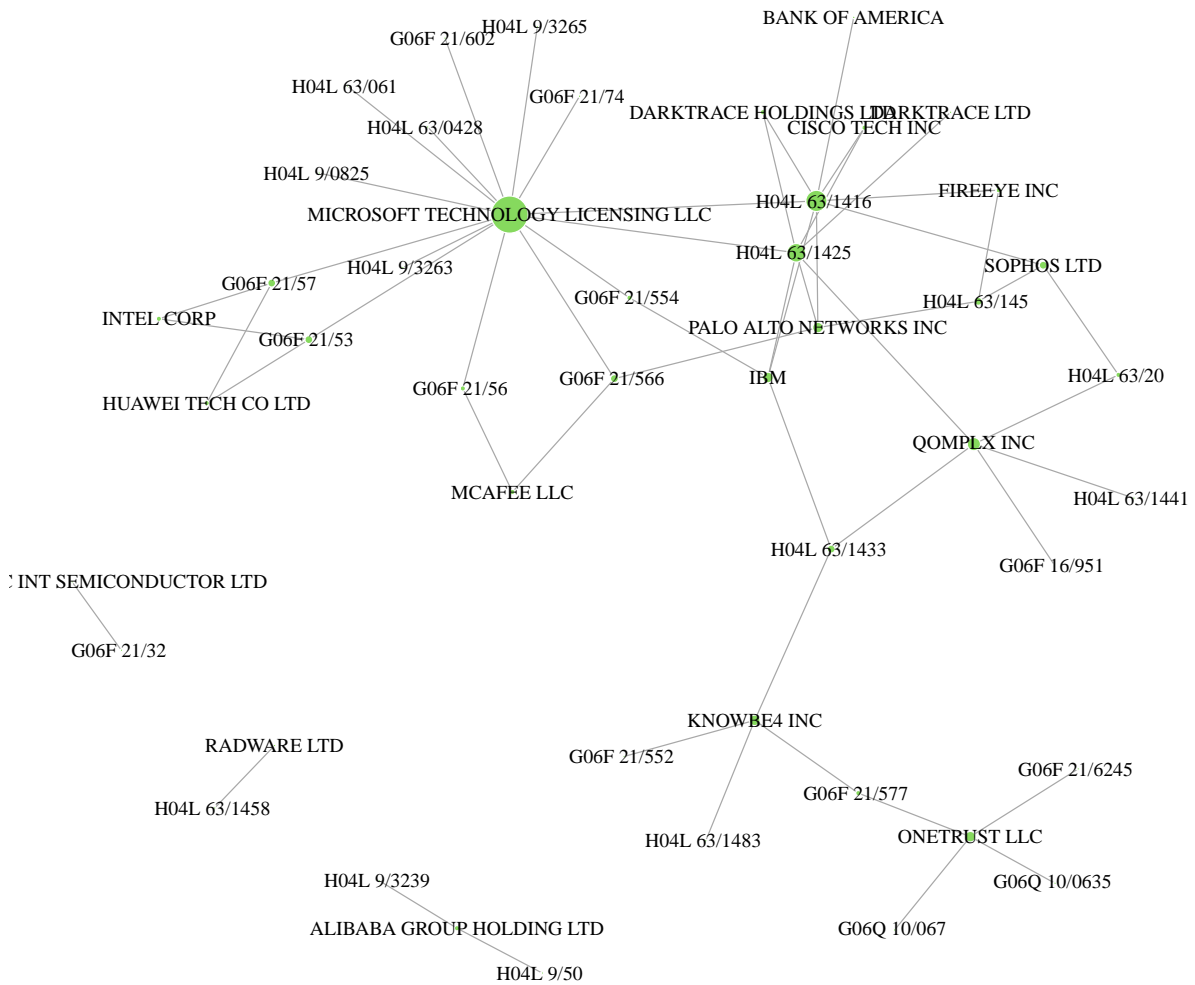 BANK OF AMERICA
H04L 9/3265
G06F 21/602
H04L 63/061
G06F 21/74
DARKTRACE HOLDINGS LTD
DARKTRACE LTD
H04L 63/0428
CISCO TECH INC
H04L 9/0825
FIREEYE INC
H04L 63/1416
MICROSOFT TECHNOLOGY LICENSING LLC
H04L 63/1425
H04L 9/3263
SOPHOS LTD
G06F 21/57
G06F 21/554
H04L 63/145
INTEL CORP
PALO ALTO NETWORKS INC
G06F 21/53
H04L 63/20
IBM
G06F 21/566
G06F 21/56
HUAWEI TECH CO LTD
QOMPLX INC
MCAFEE LLC
H04L 63/1441
H04L 63/1433
G06F 16/951
INT SEMICONDUCTOR LTD
G06F 21/32
KNOWBE4 INC
RADWARE LTD
G06F 21/552
G06F 21/6245
G06F 21/577
H04L 63/1458
ONETRUST LLC
H04L 63/1483
H04L 9/3239
G06Q 10/0635
ALIBABA GROUP HOLDING LTD
G06Q 10/067
H04L 9/50